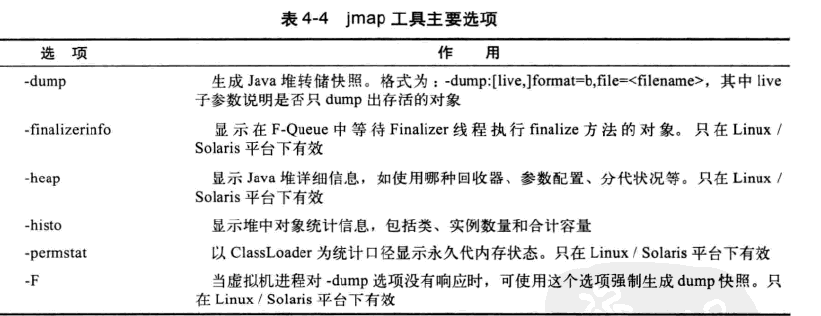 表 4-4 jmap 工具主要选项
选 项 作 用
-dump 生成 Java 堆转储快照。格式为：-dump:[live,]format=b,file=<filename>，其中 live
子参数说明是否只 dump 出存活的对象
-finalizerinfo 显示在 F-Queue 中等待 Finalizer 线程执行 finalize 方法的对象。只在 Linux /
Solaris 平台下有效
-heap 显示 Java 堆详细信息，如使用哪种回收器、参数配置、分代状况等。只在 Linux /
Solaris 平台下有效
-histo 显示堆中对象统计信息，包括类、实例数量和合计容量
-permstat 以 ClassLoader 为统计口径显示永久代内存状态。只在 Linux / Solaris 平台下有效
-F 当虚拟机进程对 -dump 选项没有响应时，可使用这个选项强制生成 dump 快照。只
在 Linux / Solaris 平台下有效